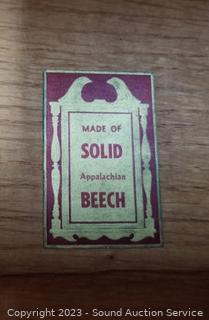 MADE OF
SOLID
Appalachian
BEECH
Copyright © 2023 - Sound Auction Service